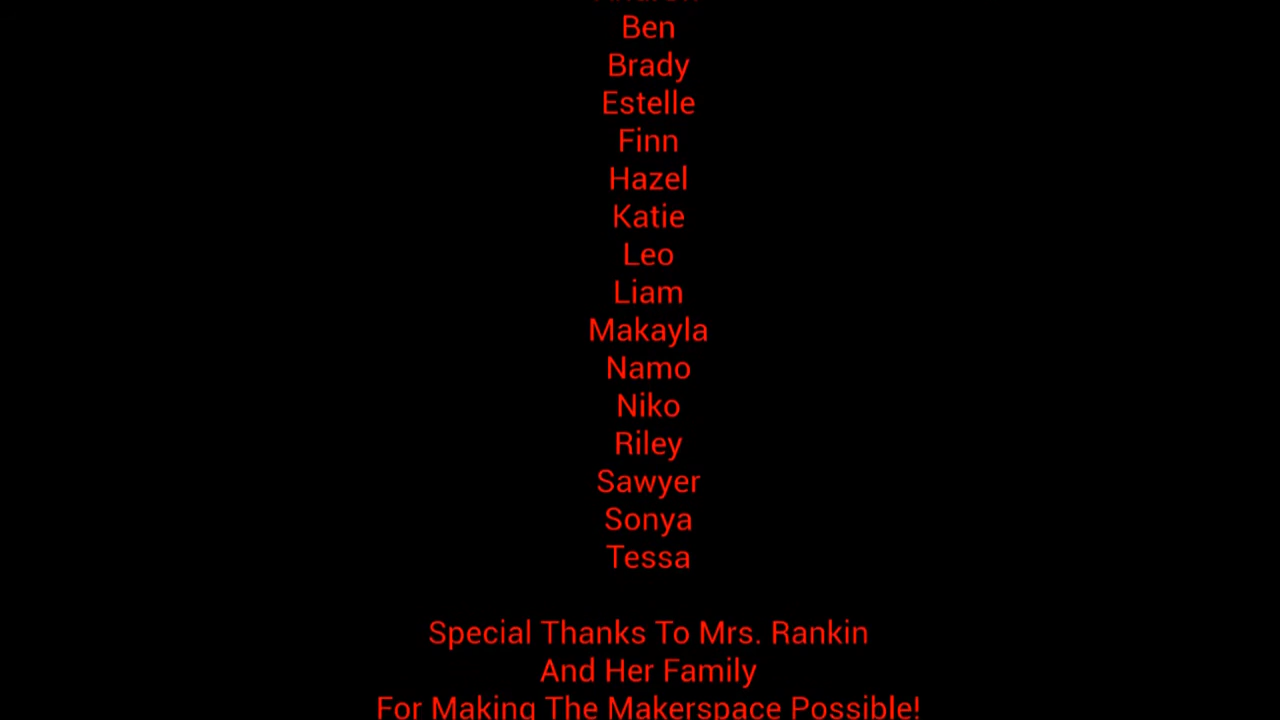 Ben
Brady
Estelle
Finn
Hazel
Katie
Leo
Liam
Makayla
Namo
Niko
Riley
Sawyer
Sonya
Tessa
Special Thanks To Mrs. Rankin
And Her Family
For Making The Makerspace Possible!